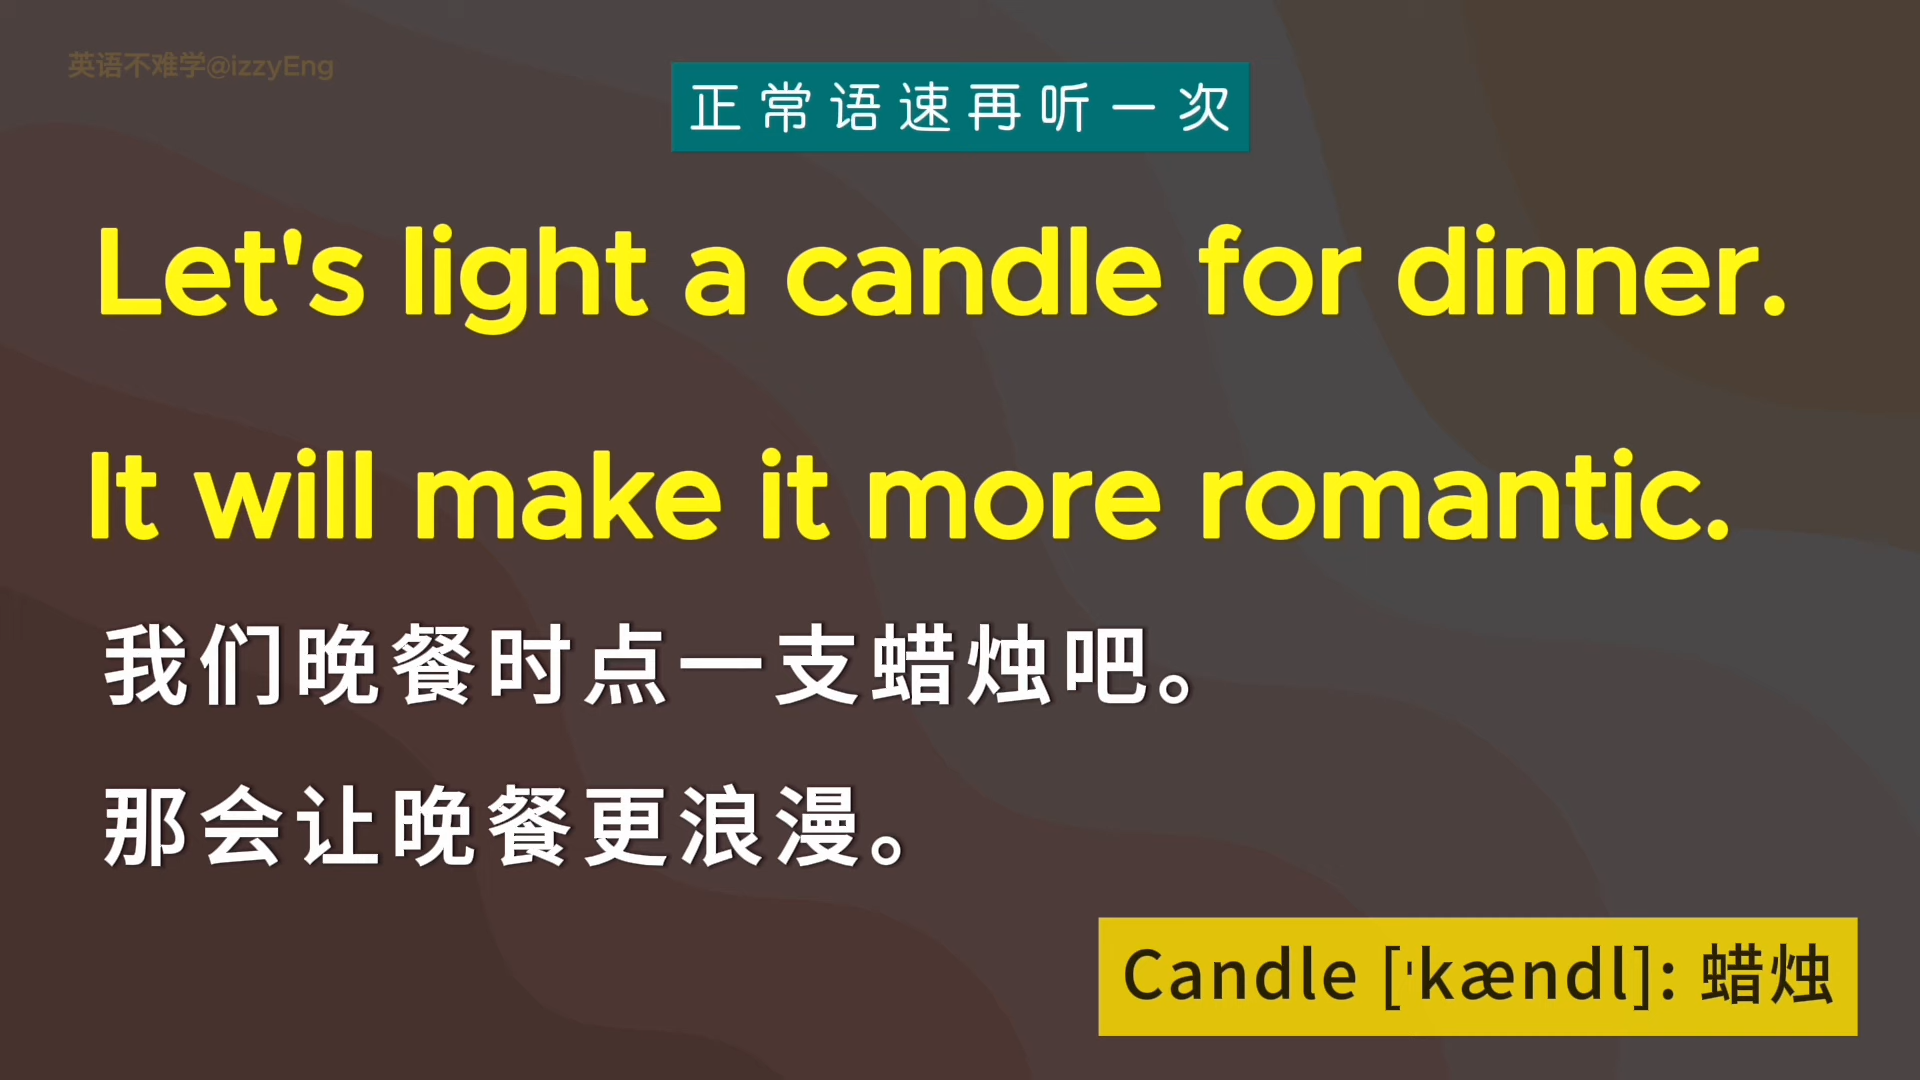 英语不难学@izzyEng
正常语速再听一次
Let's light a candle for dinner.
It will make it more romantic.
我们晚餐时点一支蜡烛吧。
那会让晚餐更浪漫。
Candle [ˈkændl]: 蜡烛